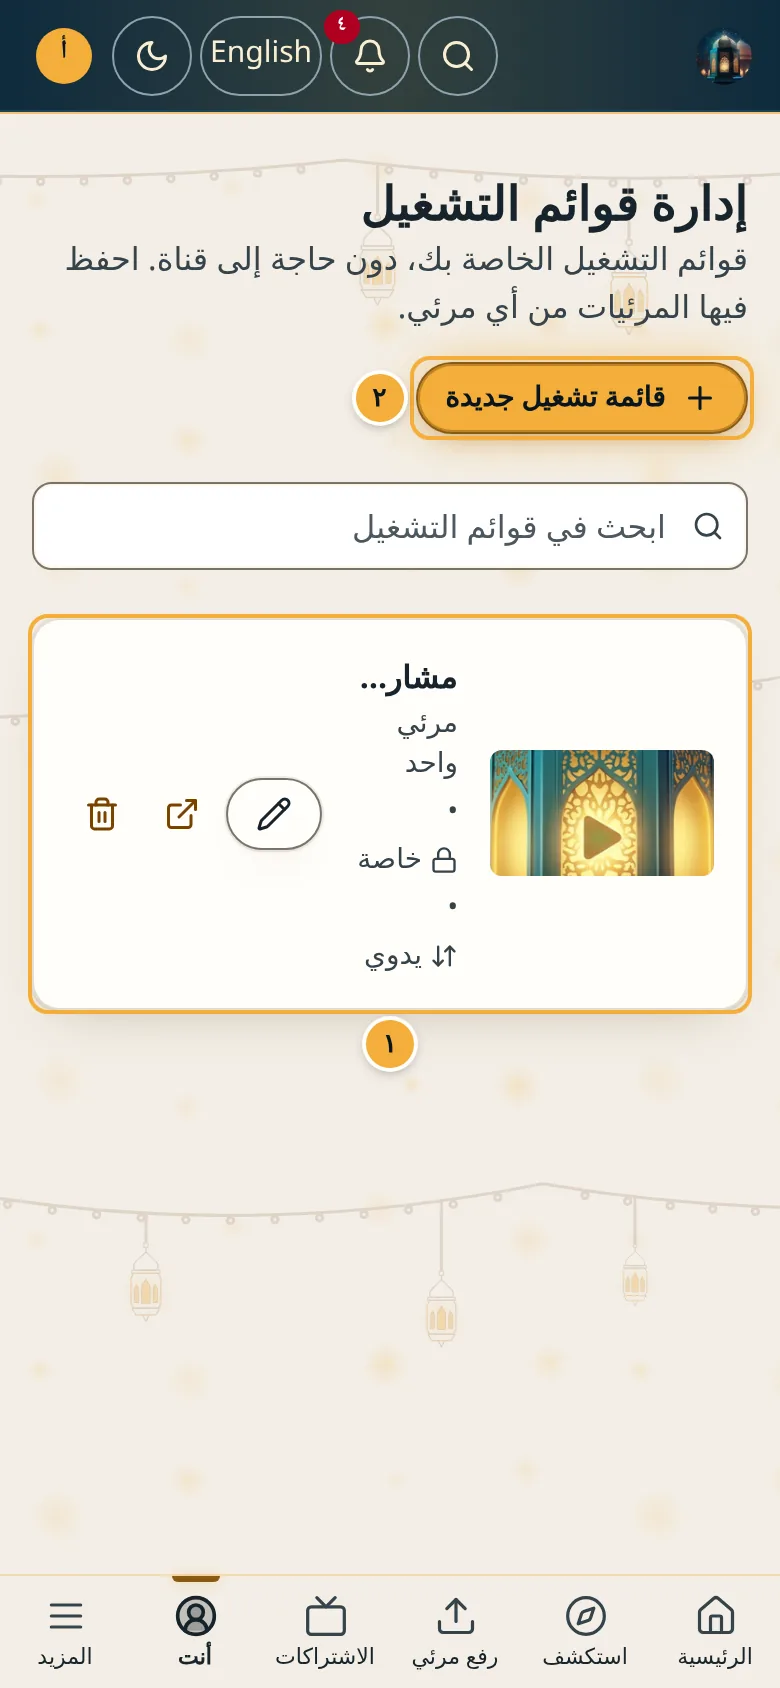 ٤
English
أ
إدارة قوائم التشغيل
قوائم التشغيل الخاصة بك، دون حاجة إلى قناة. احفظ
فيها المرئيات من أي مرئي.
قائمة تشغيل جديدة
٢
ابحث في قوائم التشغيل
مشار...
مرئي
واحد
•
خاصة
•
يدوي
١
الرئيسية
استكشف
رفع مرئي
الاشتراكات
أنت
المزيد